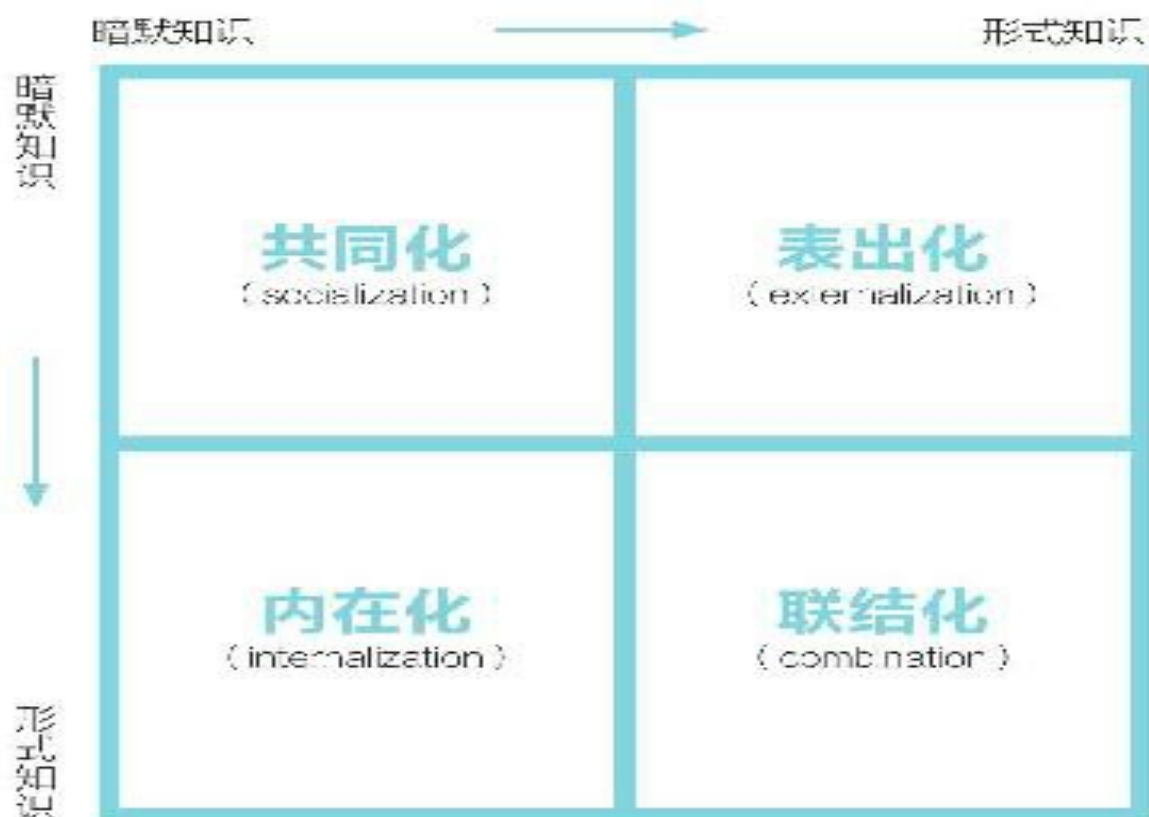 暗默知识
形式知识
暗默知识
共同化
(socialization)
表出化
(externalization)
内在化
(internalization)
联结化
(combination)
形式知识